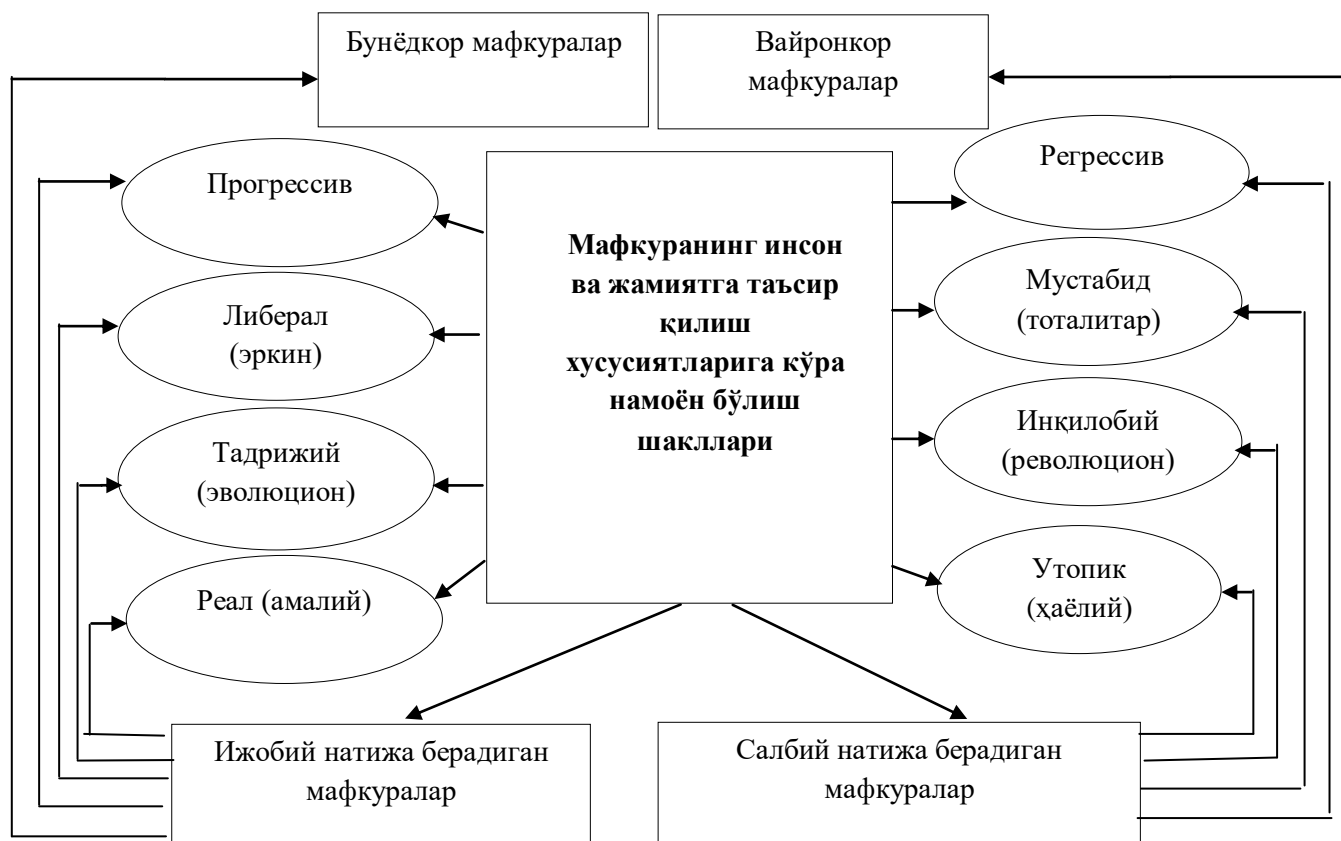 Бунёдкор мафкуралар
Вайронкор
мафкуралар
Прогрессив
Регрессив
Мафкуранинг инсон
ва жамиятга таъсир
қилиш
хусусиятларига кўра
намоён бўлиш
шакллари
Либерал
(эркин)
Мустабид
(тоталитар)
Тадрижий
(эволюцион)
Инқилобий
(революцион)
Реал (амалий)
Утопик
(ҳаёлий)
Ижобий натижа берадиган
мафкуралар
Салбий натижа берадиган
мафкуралар